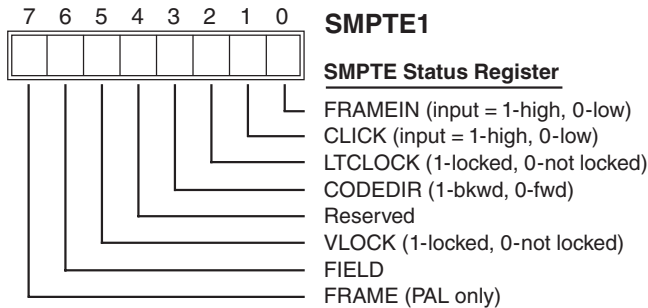 7 6 5 4 3 2 1 0
SMPTE1
SMPTE Status Register
FRAMEIN (input = 1-high, 0-low)
CLICK (input = 1-high, 0-low)
LTCLOCK (1-locked, 0-not locked)
CODEDIR (1-bkwd, 0-fwd)
Reserved
VLOCK (1-locked, 0-not locked)
FIELD
FRAME (PAL only)